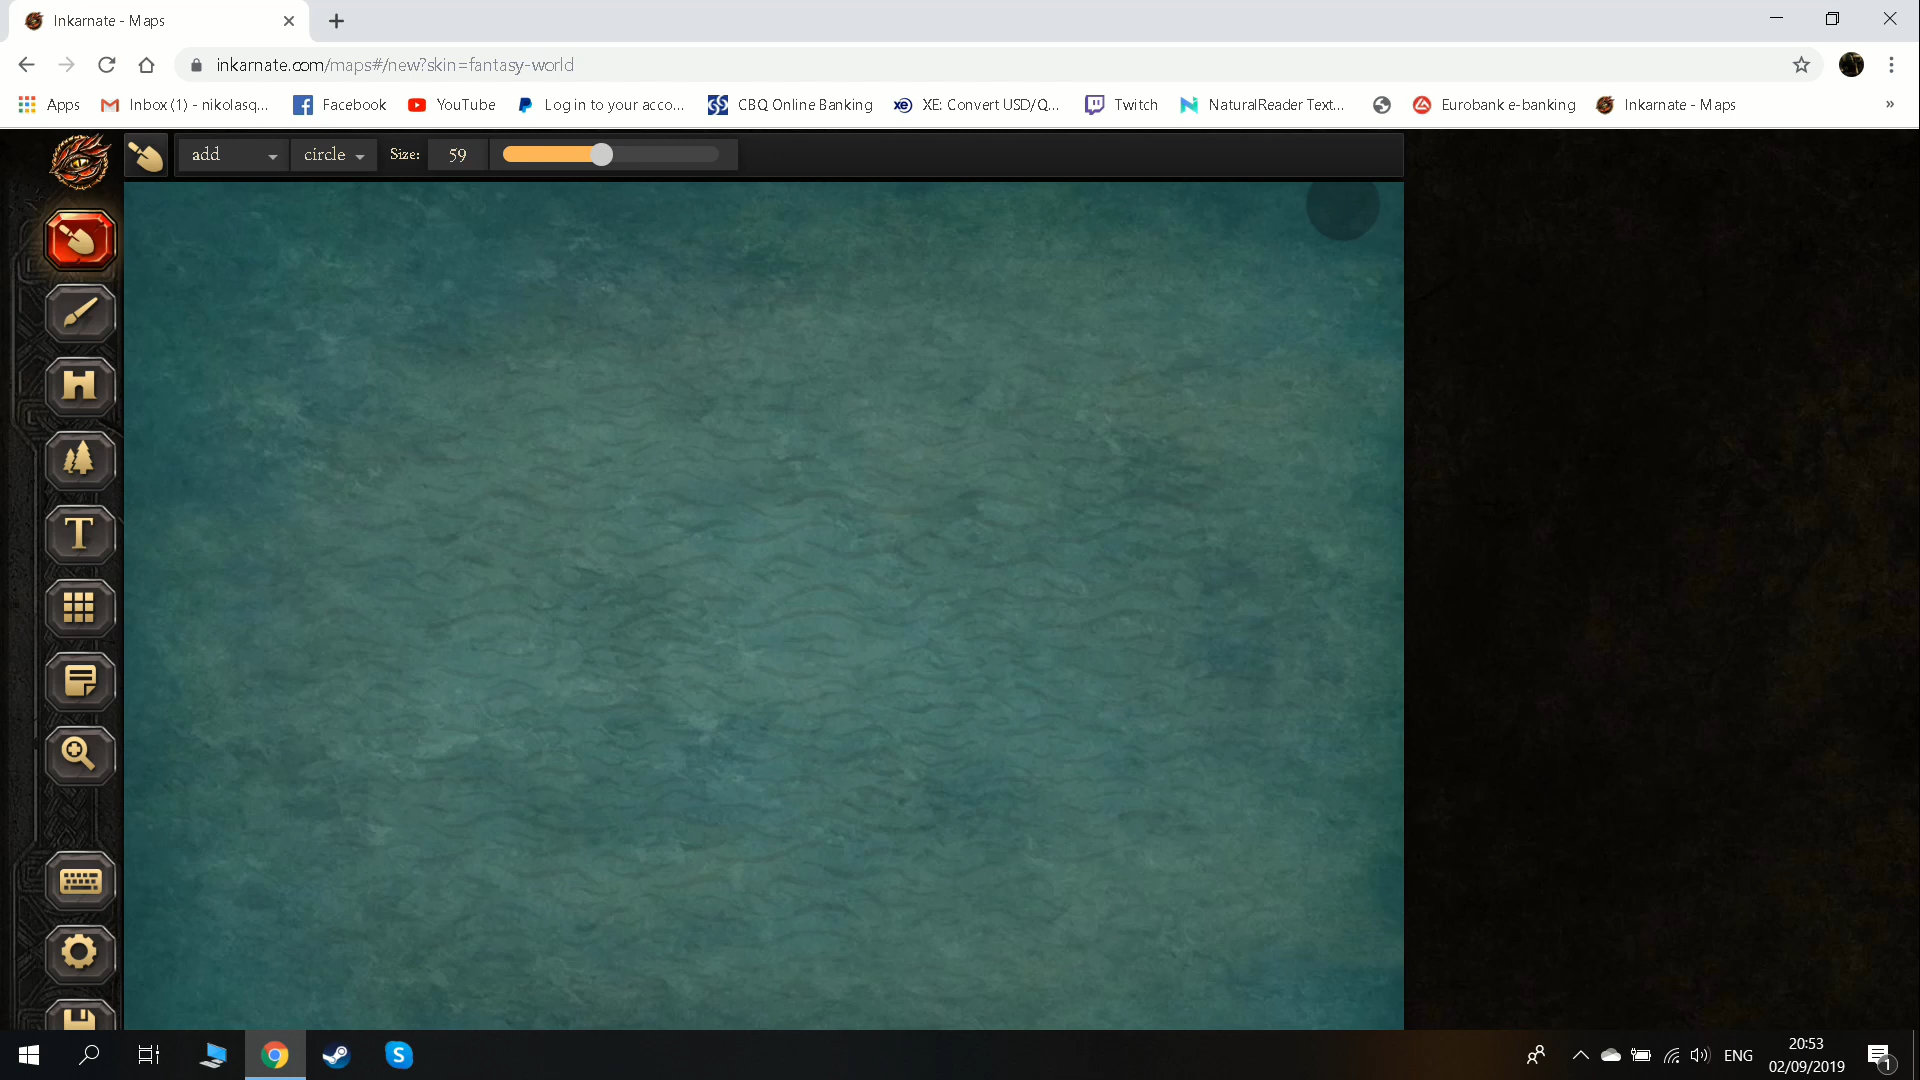 Inkarnate - Maps
inkarnate.com/maps#/new?skin=fantasy-world
Apps Inbox (1) - nikolasq... Facebook YouTube Log in to your acco... CBQ Online Banking XE: Convert USD/Q... Twitch NaturalReader Text... Eurobank e-banking Inkarnate - Maps »
add circle Size: 59
T
ENG
20:53
02/09/2019
1